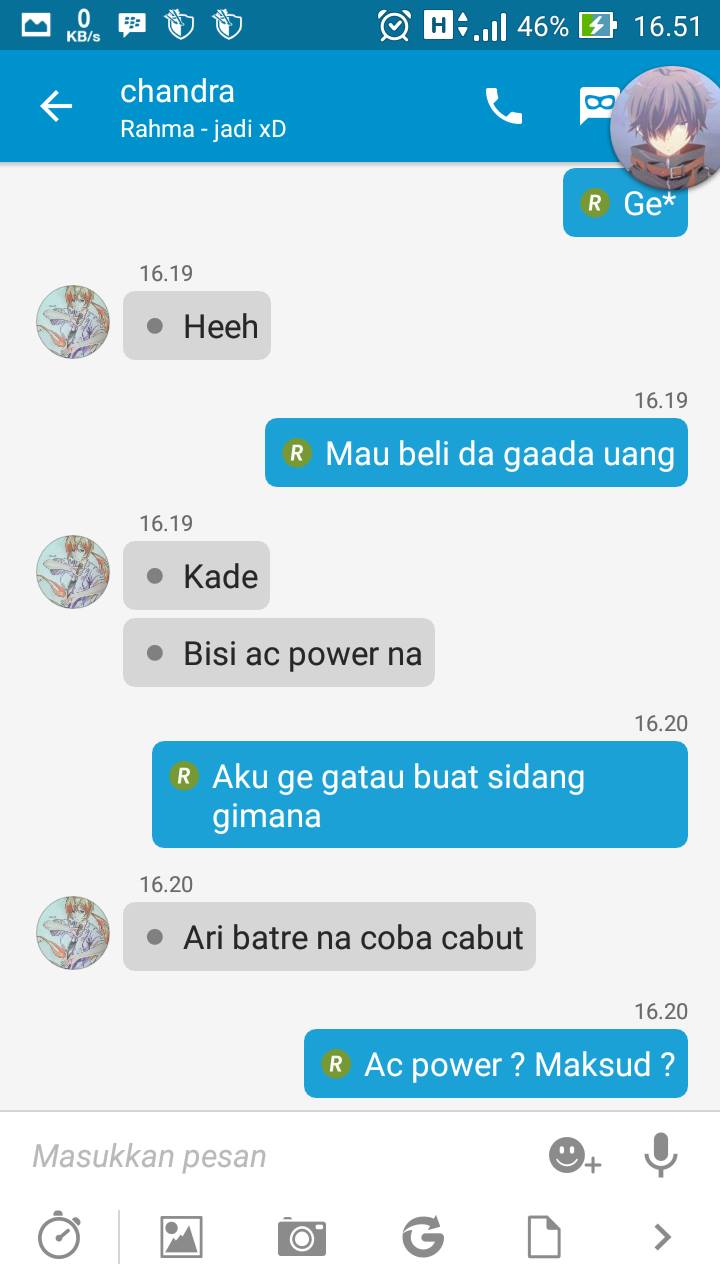 0
KB/s
H
46%
16.51
chandra
Rahma - jadi xD
R Ge*
16.19
Heeh
16.19
R Mau beli da gaada uang
16.19
Kade
Bisi ac power na
16.20
R Aku ge gatau buat sidang
gimana
16.20
Ari batre na coba cabut
16.20
R Ac power ? Maksud ?
Masukkan pesan